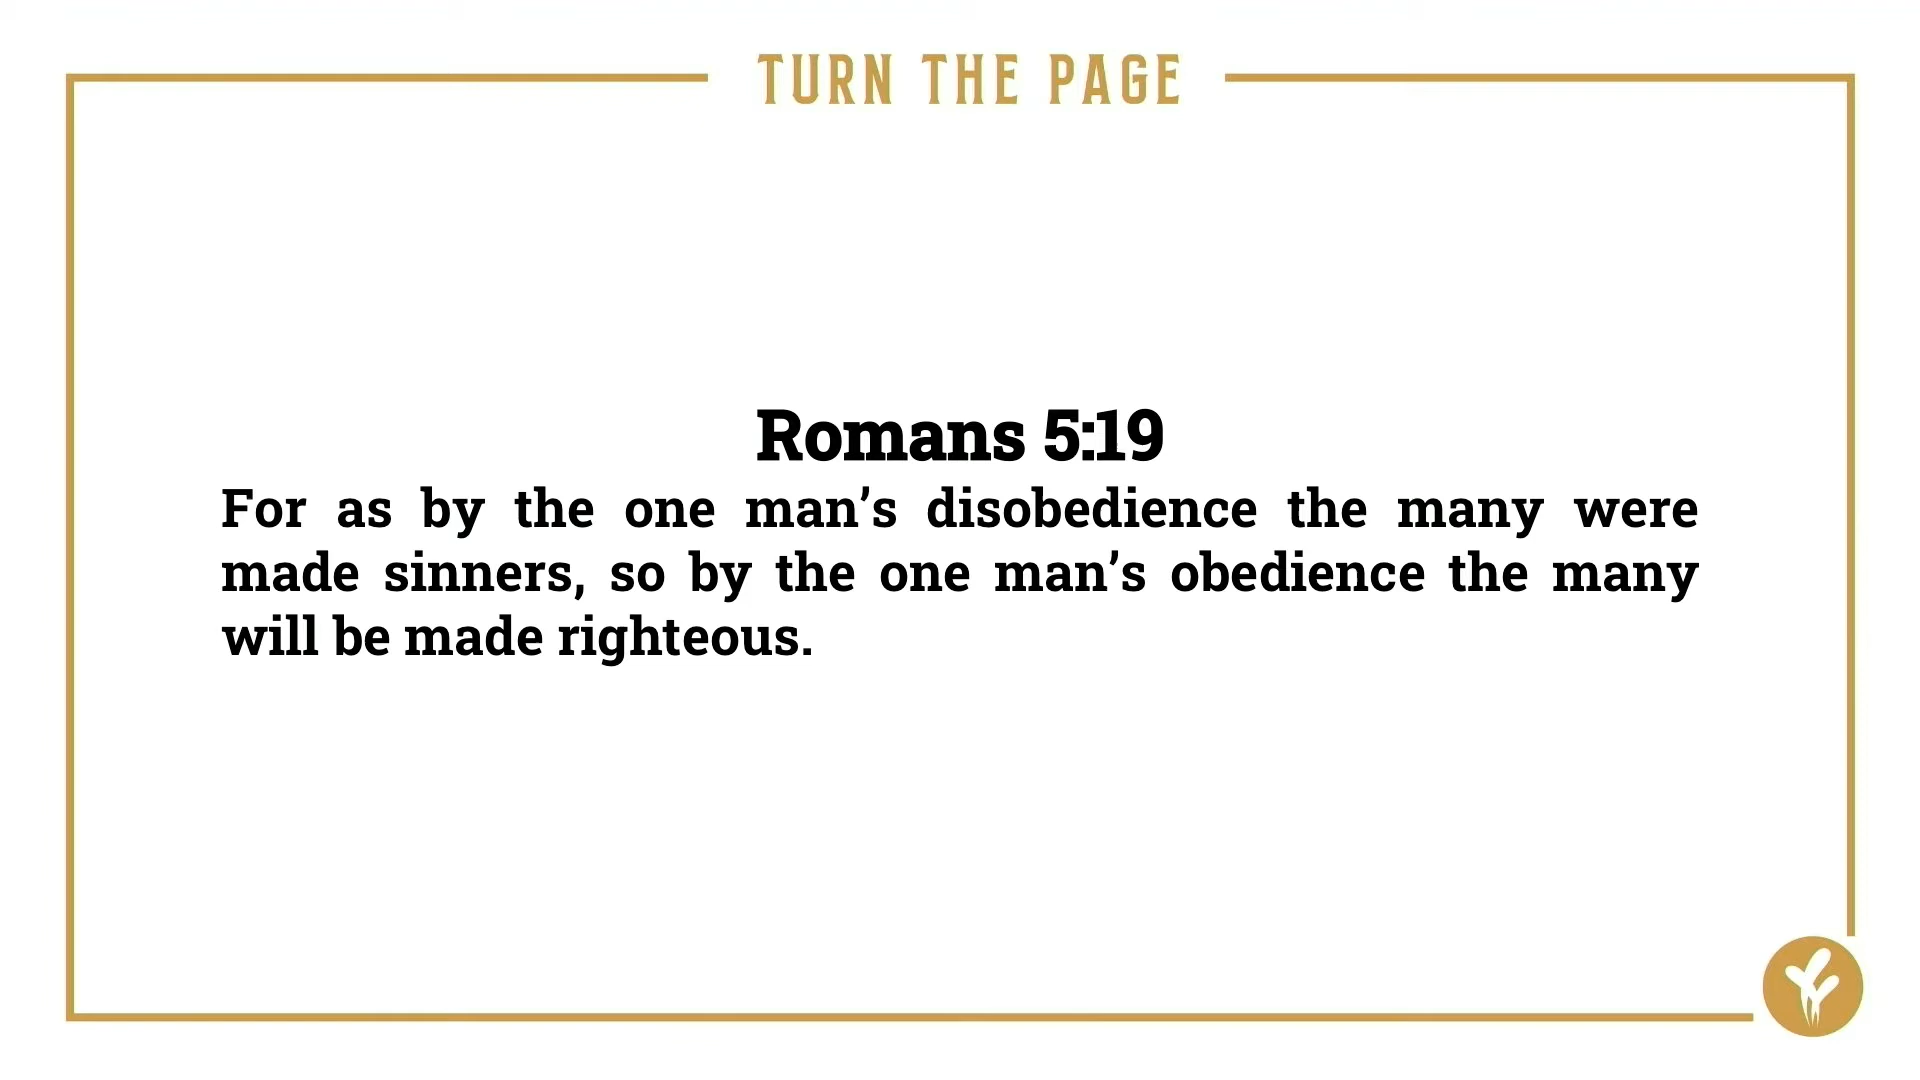 TURN THE PAGE
Romans 5:19
For as by the one man’s disobedience the many were
made sinners, so by the one man’s obedience the many
will be made righteous.